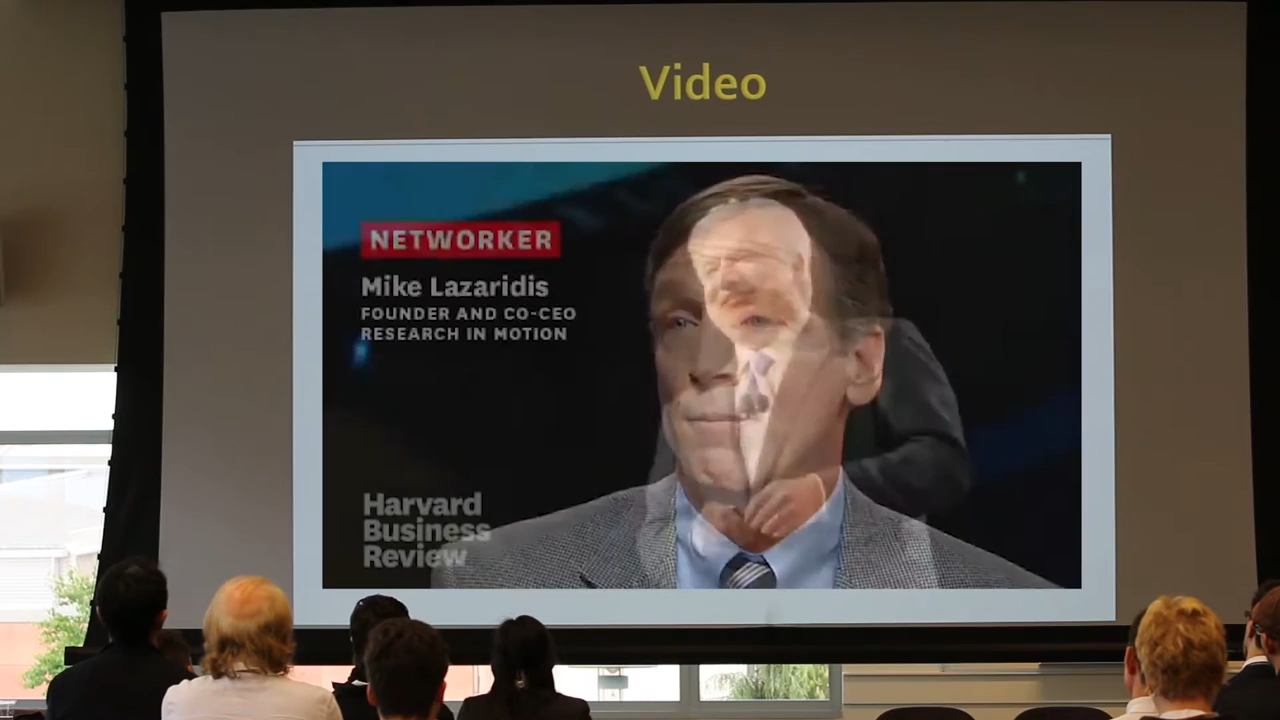 Video
NETWORKER
Mike Lazaridis
FOUNDER AND CO-CEO
RESEARCH IN MOTION
Harvard
Business
Review